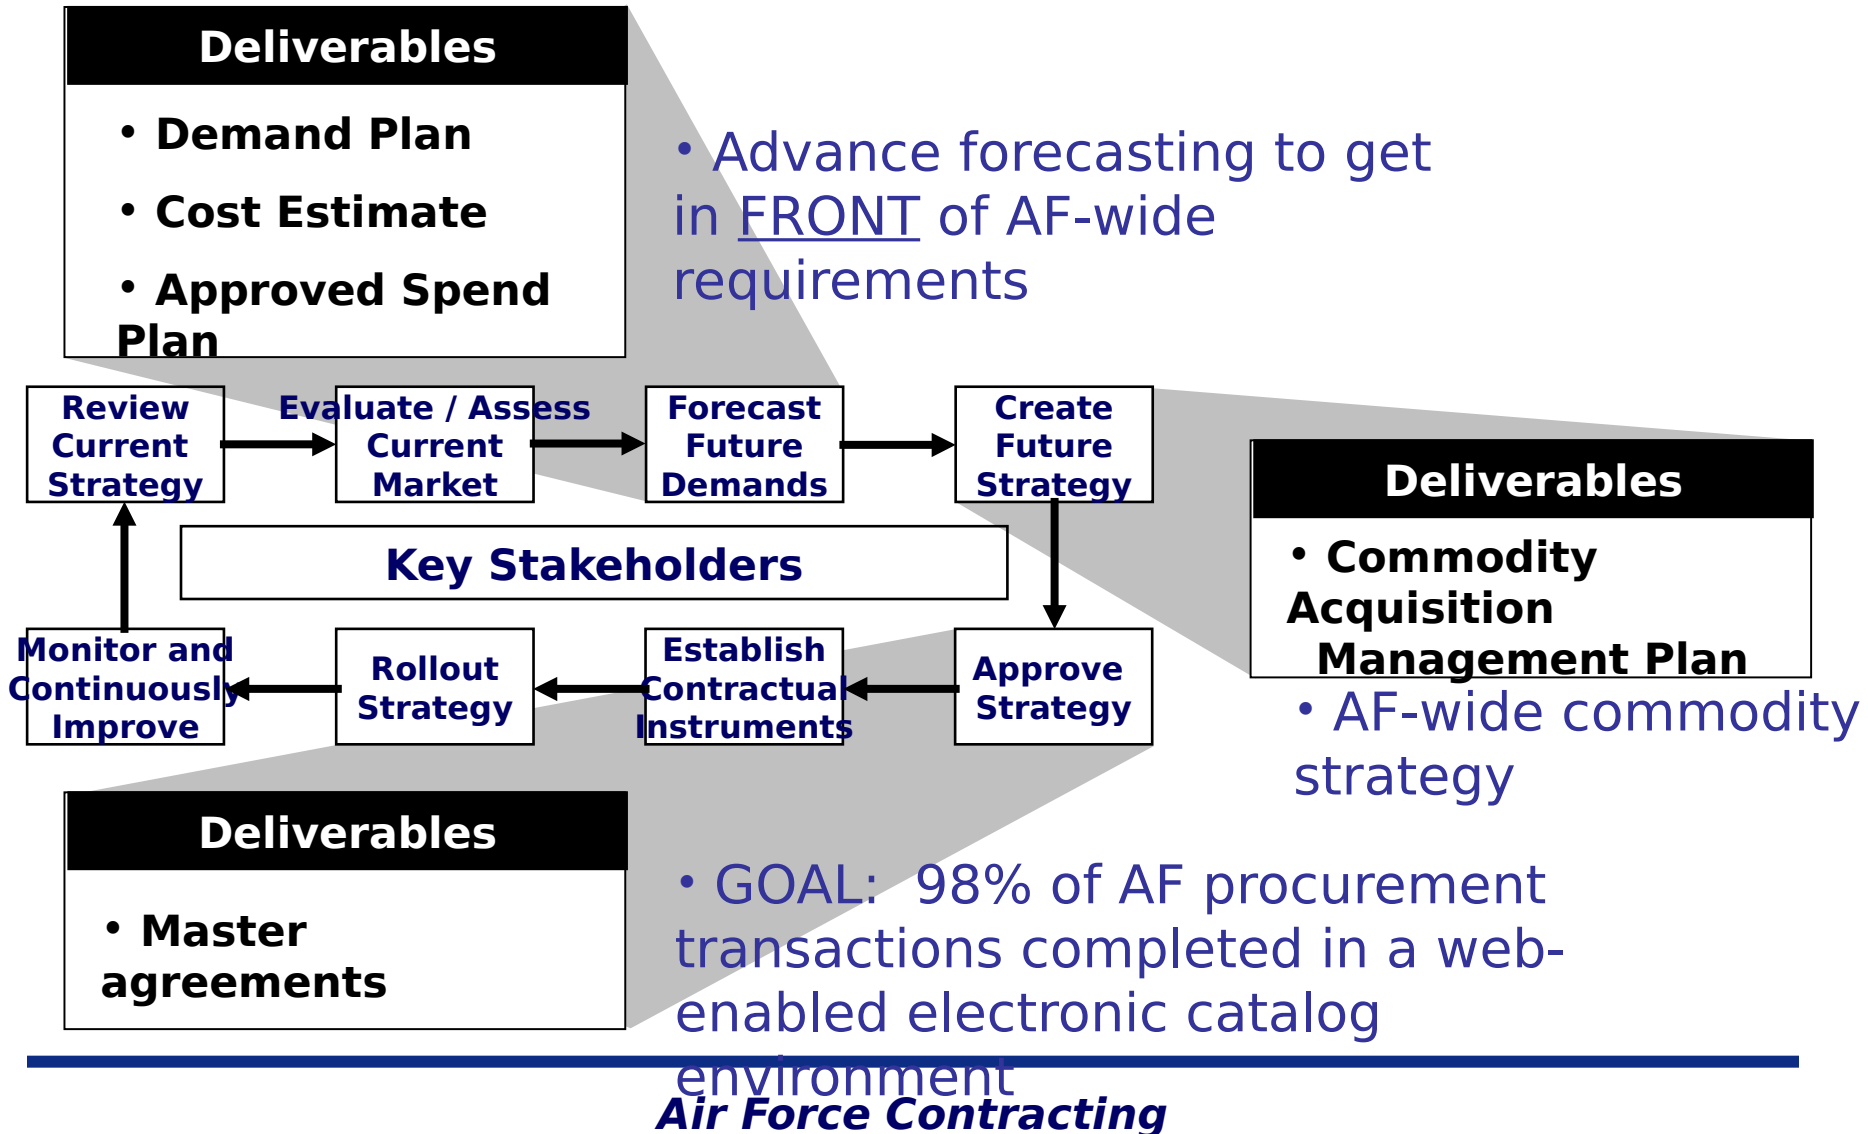 Deliverables
• Demand Plan
• Cost Estimate
• Approved Spend
Plan
• Advance forecasting to get
in FRONT of AF-wide
requirements
Review
Current
Strategy
Evaluate / Assess
Current
Market
Forecast
Future
Demands
Create
Future
Strategy
Deliverables
• Commodity
Acquisition
Management Plan
• AF-wide commodity
strategy
Key Stakeholders
Monitor and
Continuously
Improve
Rollout
Strategy
Establish
Contractual
Instruments
Approve
Strategy
Deliverables
• Master
agreements
• GOAL:  98% of AF procurement
transactions completed in a web-
enabled electronic catalog
environment
Air Force Contracting